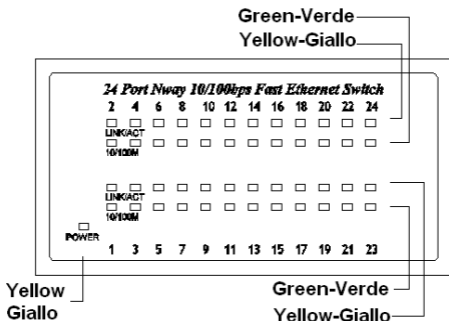 Green-Verde
Yellow-Giallo
24 Port Nway 10/100bps Fast Ethernet Switch
2 4 6 8 10 12 14 16 18 20 22 24
LINK/ACT
10/100M
LINK/ACT
10/100M
POWER
1 3 5 7 9 11 13 15 17 19 21 23
Yellow
Giallo
Green-Verde
Yellow-Giallo